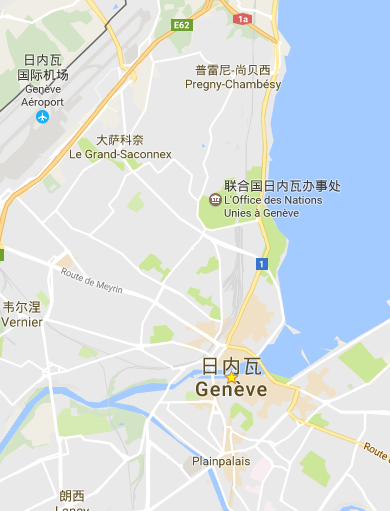 E62
1a
日内瓦
国际机场
Genève
Aéroport
普雷尼-尚贝西
Pregny-Chambésy
大萨科奈
Le Grand-Saconnex
联合国日内瓦办事处
L'Office des Nations
Unies à Genève
1
Route de Meyrin
韦尔涅
Vernier
日内瓦
Genève
Route
Plainpalais
朗西
Lancy